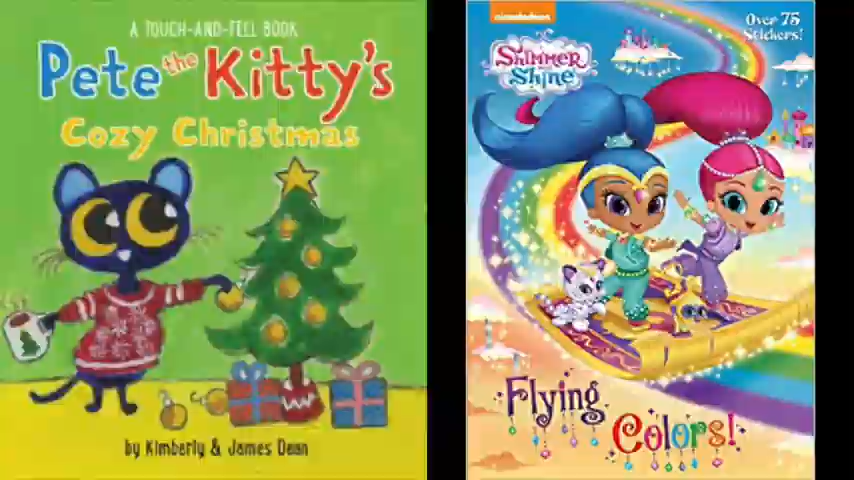 A TOUCH-AND-FEEL BOOK
Pete the Kitty's
Cozy Christmas
by Kimberly & James Dean
nickelodeon
Over 75
Stickers!
Shimmer
Shine
Flying
Colors!